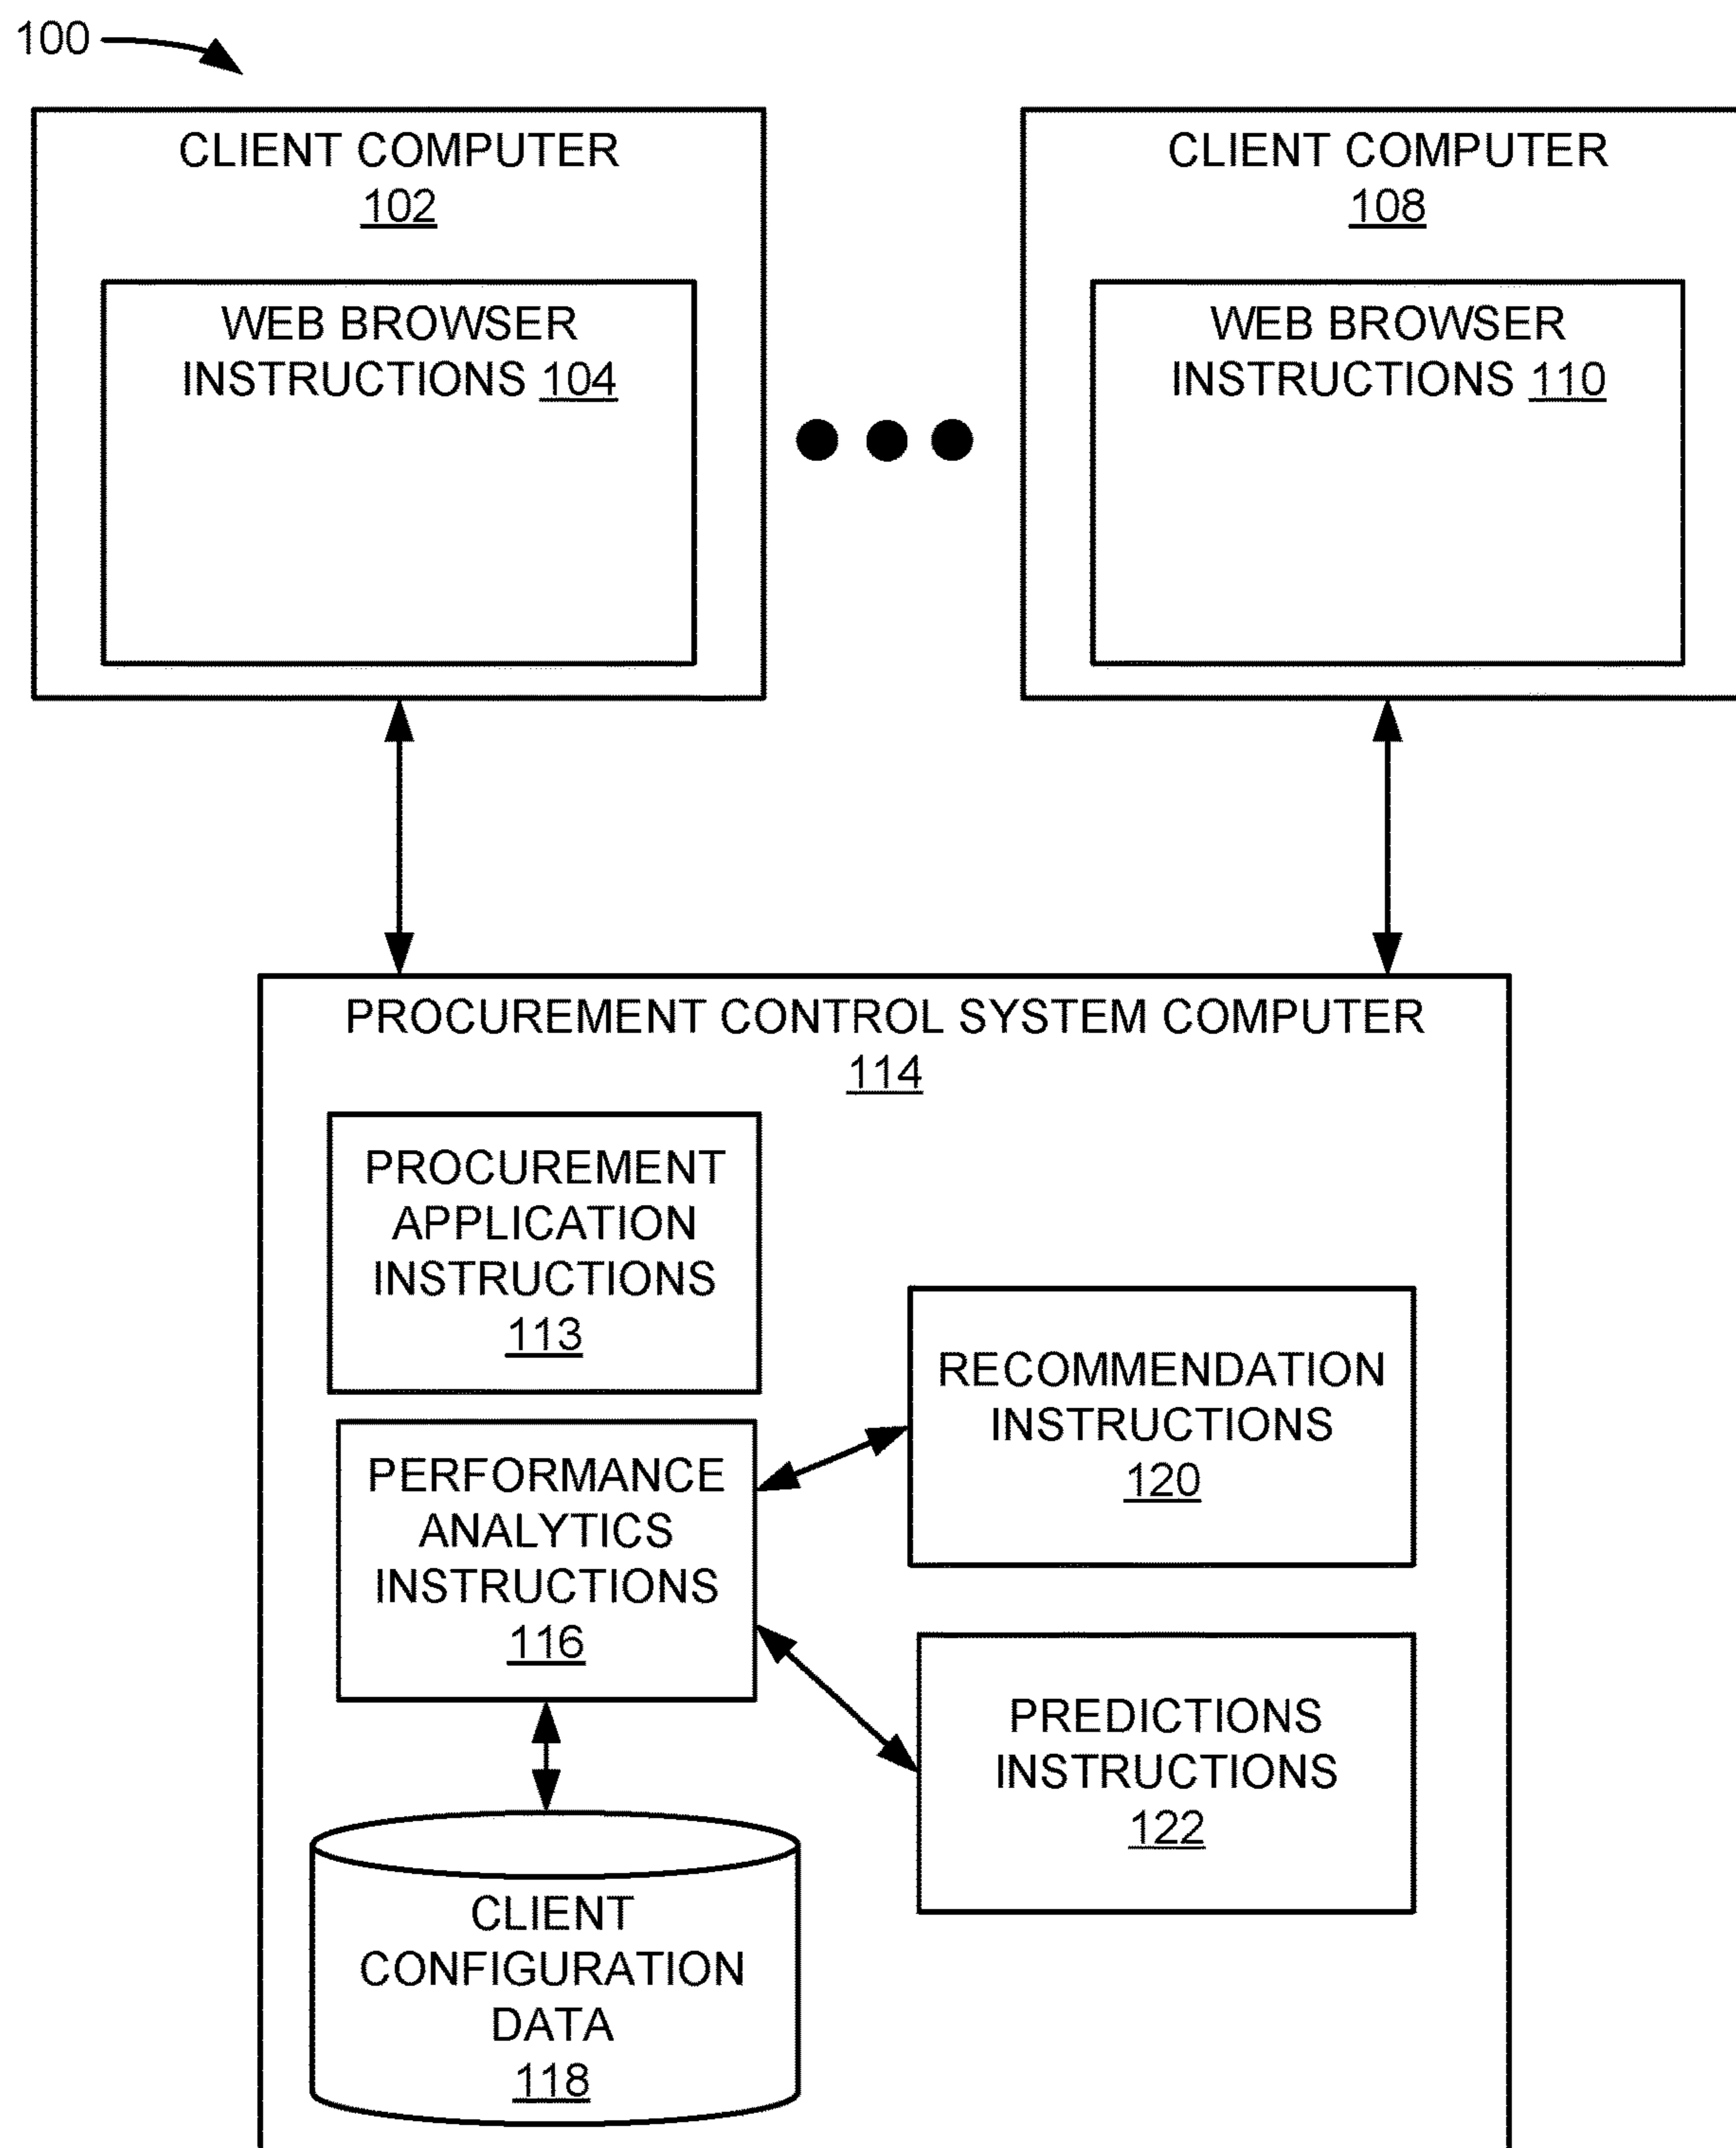 100
CLIENT COMPUTER
102
WEB BROWSER
INSTRUCTIONS 104
CLIENT COMPUTER
108
WEB BROWSER
INSTRUCTIONS 110
PROCUREMENT CONTROL SYSTEM COMPUTER
114
PROCUREMENT
APPLICATION
INSTRUCTIONS
113
PERFORMANCE
ANALYTICS
INSTRUCTIONS
116
RECOMMENDATION
INSTRUCTIONS
120
PREDICTIONS
INSTRUCTIONS
122
CLIENT
CONFIGURATION
DATA
118